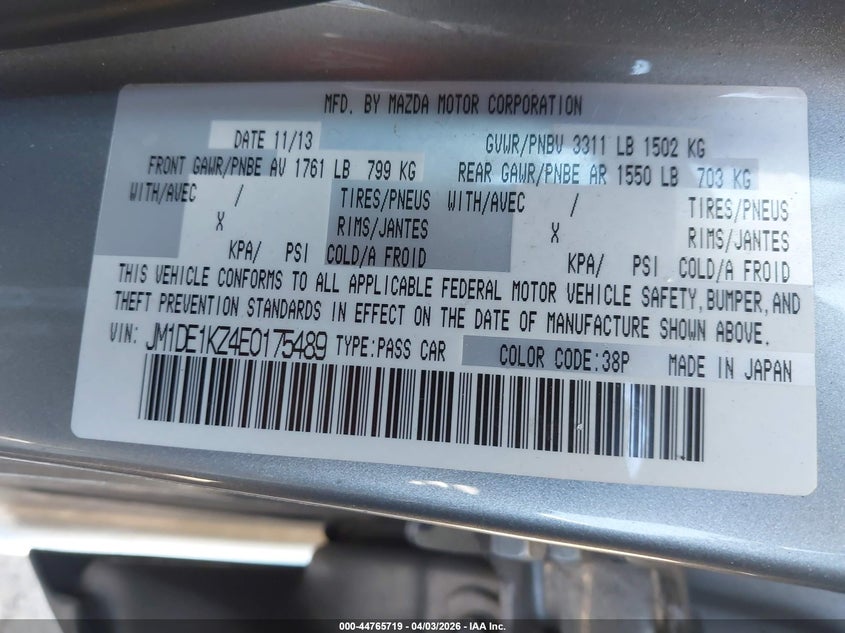 MFD. BY MAZDA MOTOR CORPORATION
DATE 11/13 GVWR/PNBV 3311 LB 1502 KG
FRONT GAWR/PNBE AV 1761 LB 799 KG REAR GAWR/PNBE AR 1550 LB 703 KG
WITH/AVEC / TIRES/PNEUS WITH/AVEC / TIRES/PNEUS
X RIMS/JANTES X RIMS/JANTES
KPA/ PSI COLD/A FROID KPA/ PSI COLD/A FROID
THIS VEHICLE CONFORMS TO ALL APPLICABLE FEDERAL MOTOR VEHICLE SAFETY, BUMPER, AND
THEFT PREVENTION STANDARDS IN EFFECT ON THE DATE OF MANUFACTURE SHOWN ABOVE.
VIN: JM1DE1KZ4E0175489 TYPE:PASS CAR COLOR CODE:38P MADE IN JAPAN
000-44765719 - 04/03/2026 - IAA Inc.